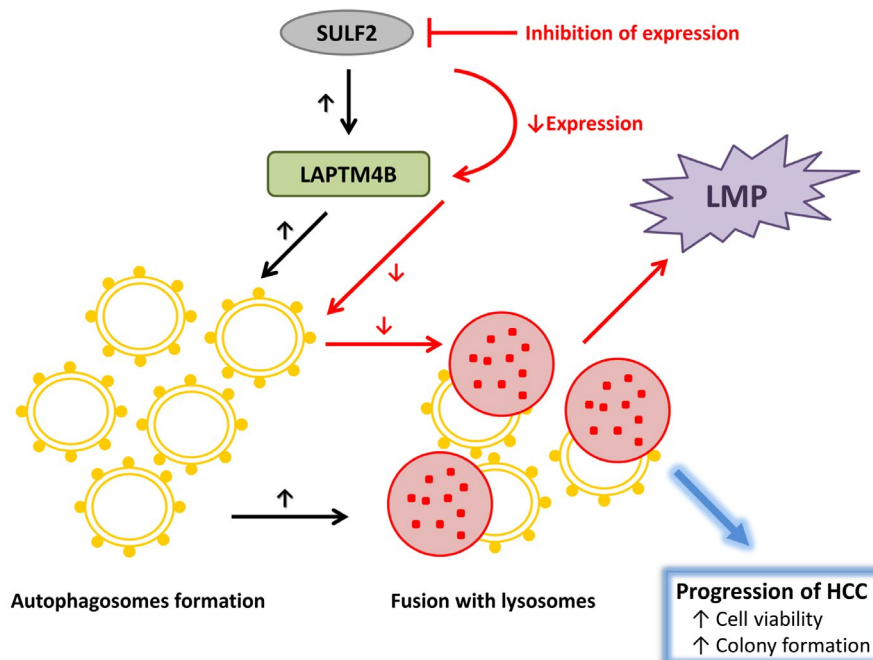 SULF2
Inhibition of expression
↑
↓Expression
LAPTM4B
LMP
↑
↓
↓
↑
Autophagosomes formation
Fusion with lysosomes
Progression of HCC
↑ Cell viability
↑ Colony formation